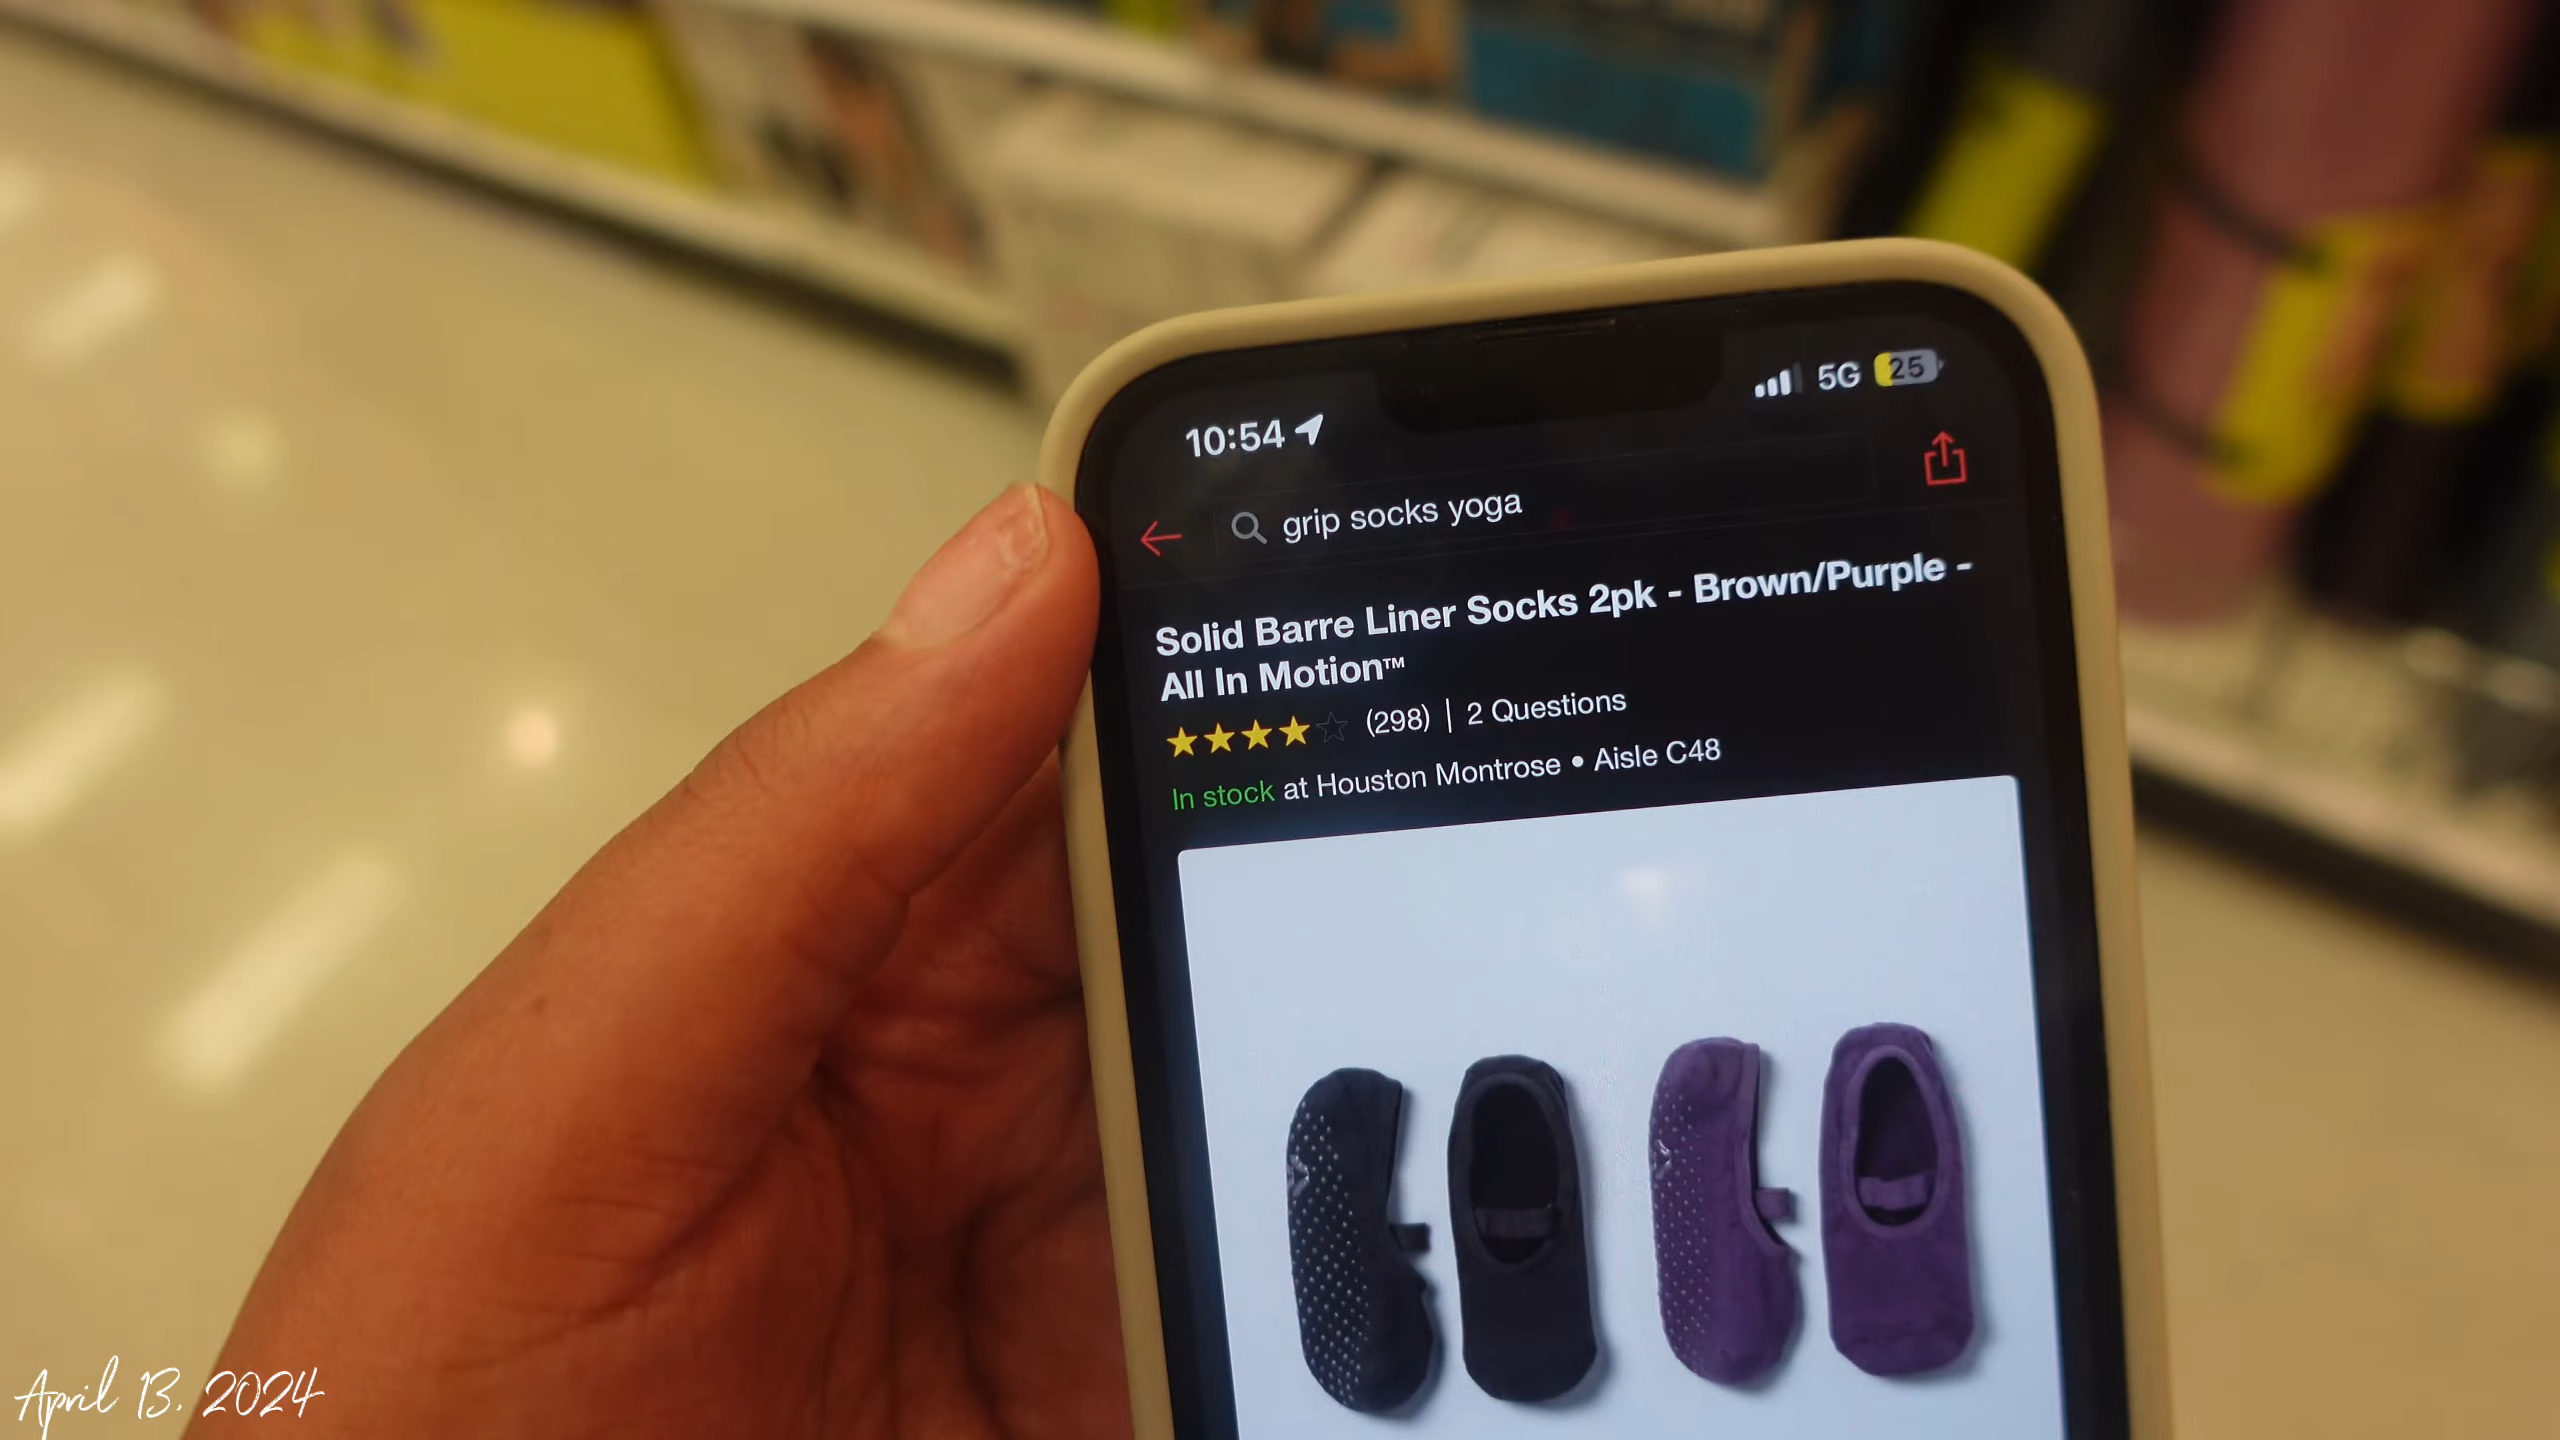 10:54 5G 25
grip socks yoga
Solid Barre Liner Socks 2pk - Brown/Purple -
All In Motion™
(298) | 2 Questions
In stock at Houston Montrose • Aisle C48
April 13, 2024